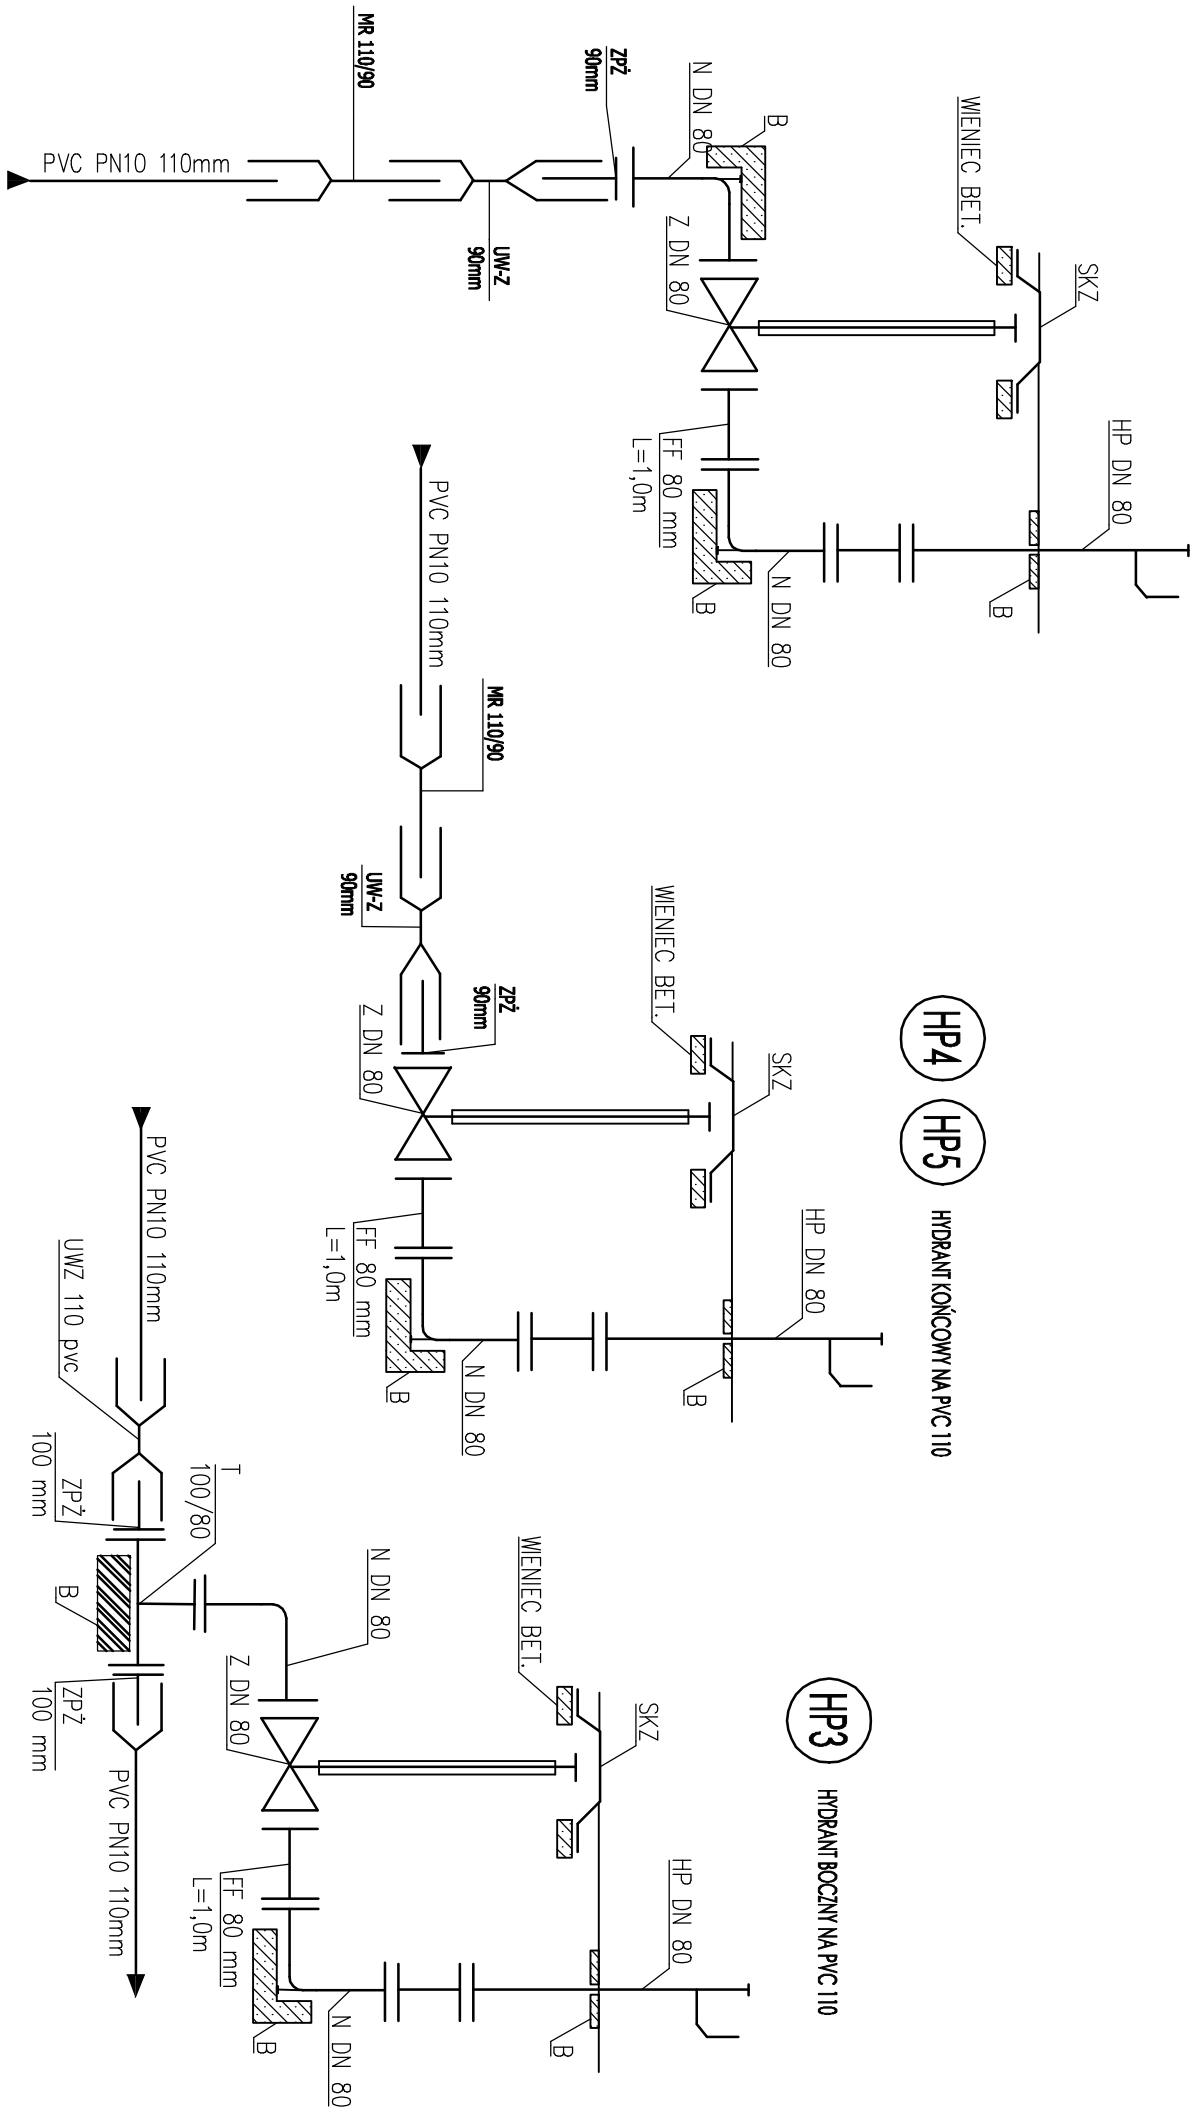 MR 110/90
ZPŻ
90mm
N DN 80
B
WIENIEC BET.
SKZ
PVC PN10 110mm
UW-Z
90mm
Z DN 80
FF 80 mm
L=1,0m
HP DN 80
N DN 80
B
B
PVC PN10 110mm
MR 110/90
UW-Z
90mm
ZPŻ
90mm
Z DN 80
WIENIEC BET.
SKZ
HP4
HP5
HYDRANT KOŃCOWY NA PVC 110
FF 80 mm
L=1,0m
HP DN 80
N DN 80
B
B
PVC PN10 110mm
UWZ 110 pvc
ZPŻ
100 mm
T
100/80
B
ZPŻ
100 mm
PVC PN10 110mm
N DN 80
Z DN 80
WIENIEC BET.
SKZ
HP3
HYDRANT BOCZNY NA PVC 110
FF 80 mm
L=1,0m
HP DN 80
N DN 80
B
B